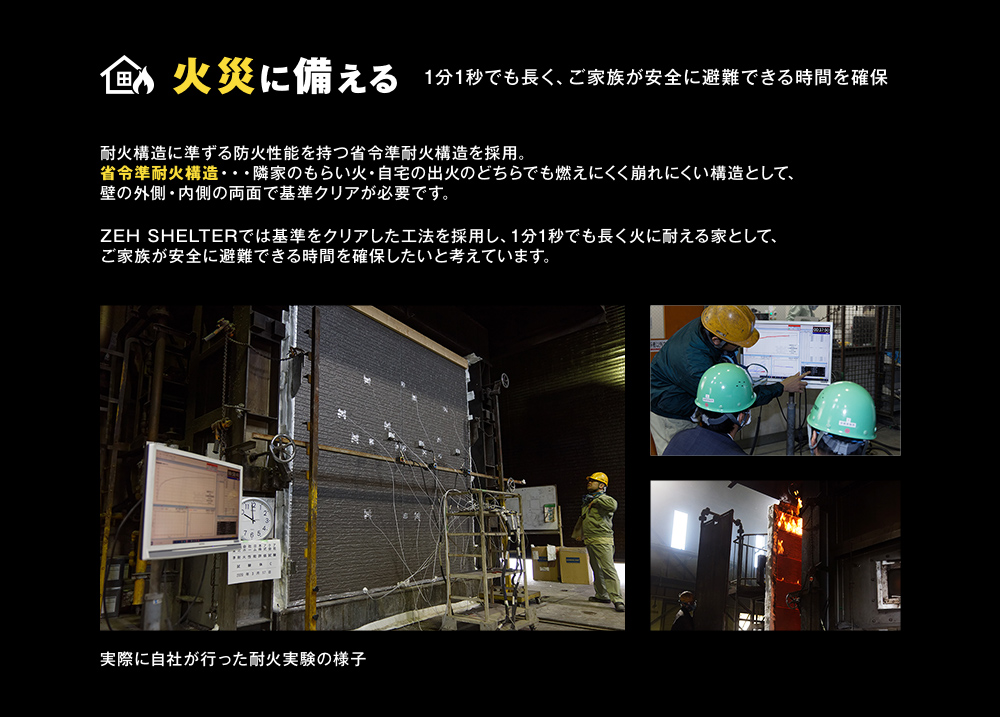 火災に備える
1分1秒でも長く、ご家族が安全に避難できる時間を確保
耐火構造に準ずる防火性能を持つ省令準耐火構造を採用。
省令準耐火構造・・・隣家のもらい火・自宅の出火のどちらでも燃えにくく崩れにくい構造として、
壁の外側・内側の両面で基準クリアが必要です。
ZEH SHELTERでは基準をクリアした工法を採用し、1分1秒でも長く火に耐える家として、
ご家族が安全に避難できる時間を確保したいと考えています。
実際に自社が行った耐火実験の様子